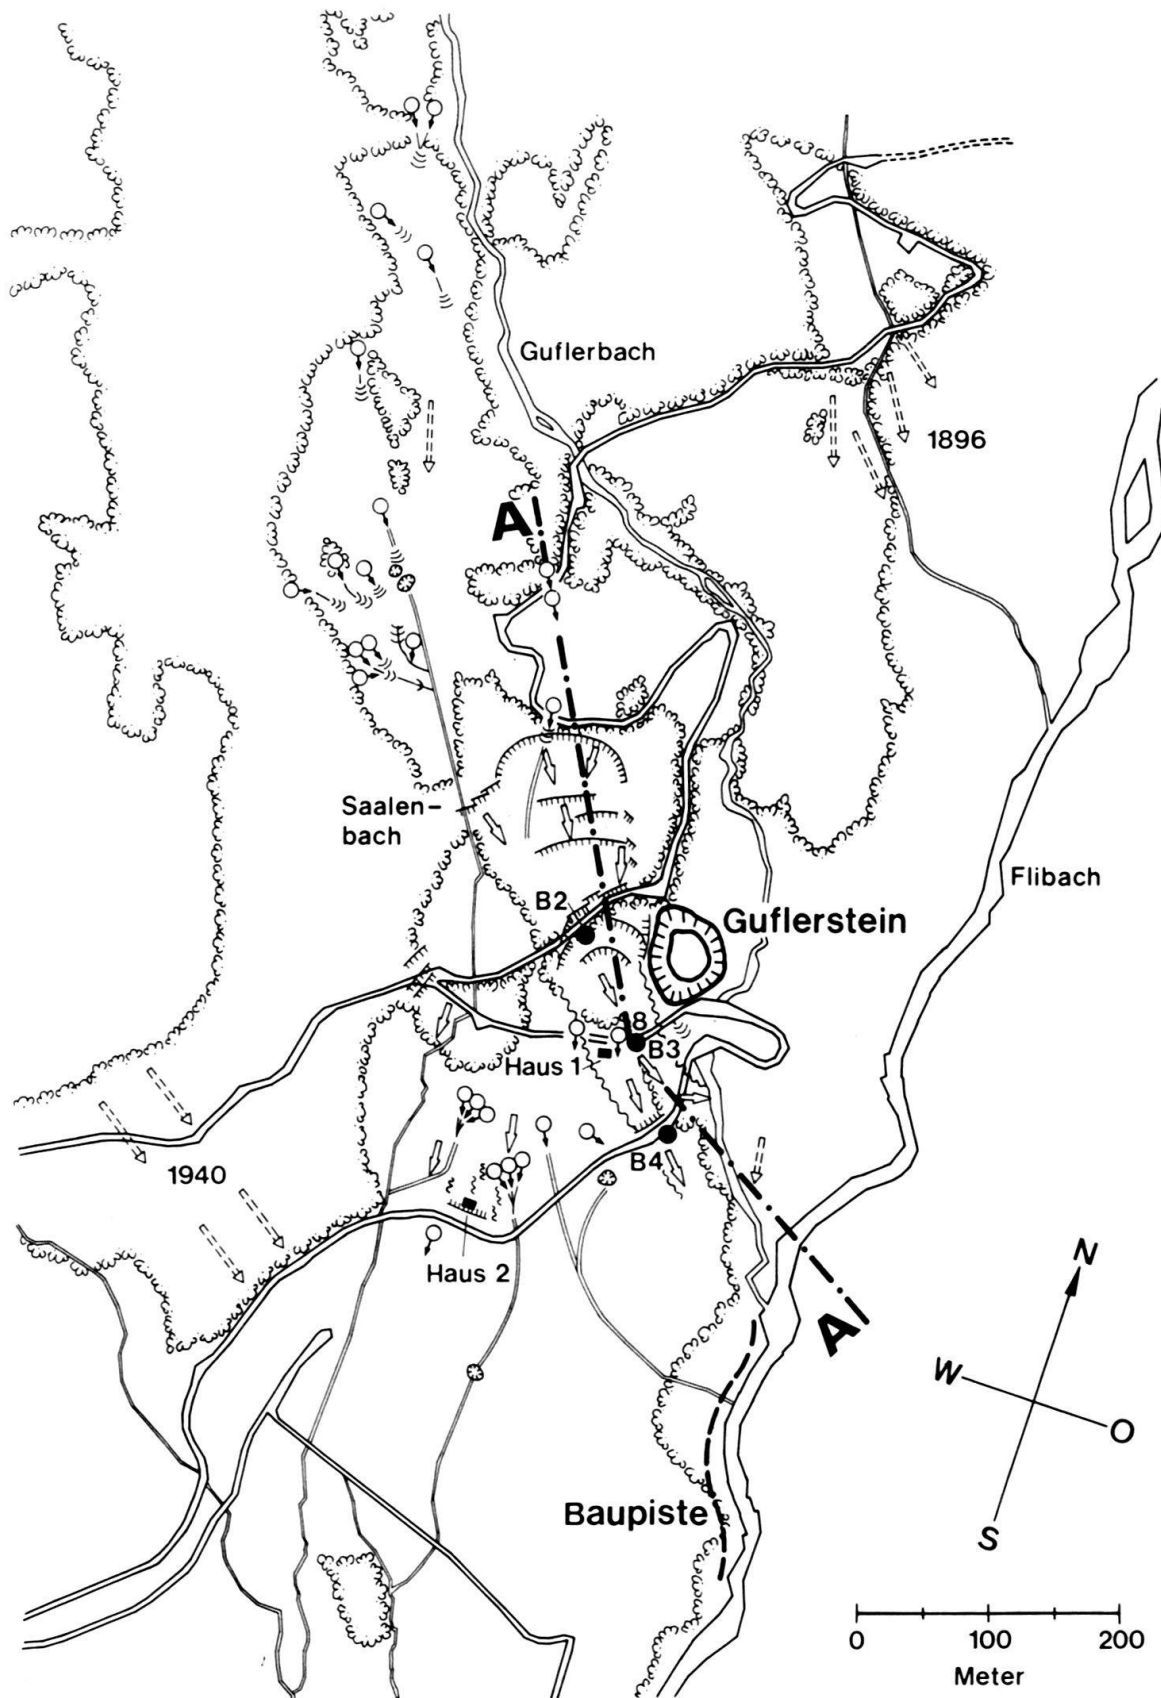 Guflerbach
1896
A
Saalen-
bach
Flibach
B2
Guflerstein
8
B3
Haus 1
B4
1940
Haus 2
N
A
W
O
Baupiste
S
0 100 200
Meter